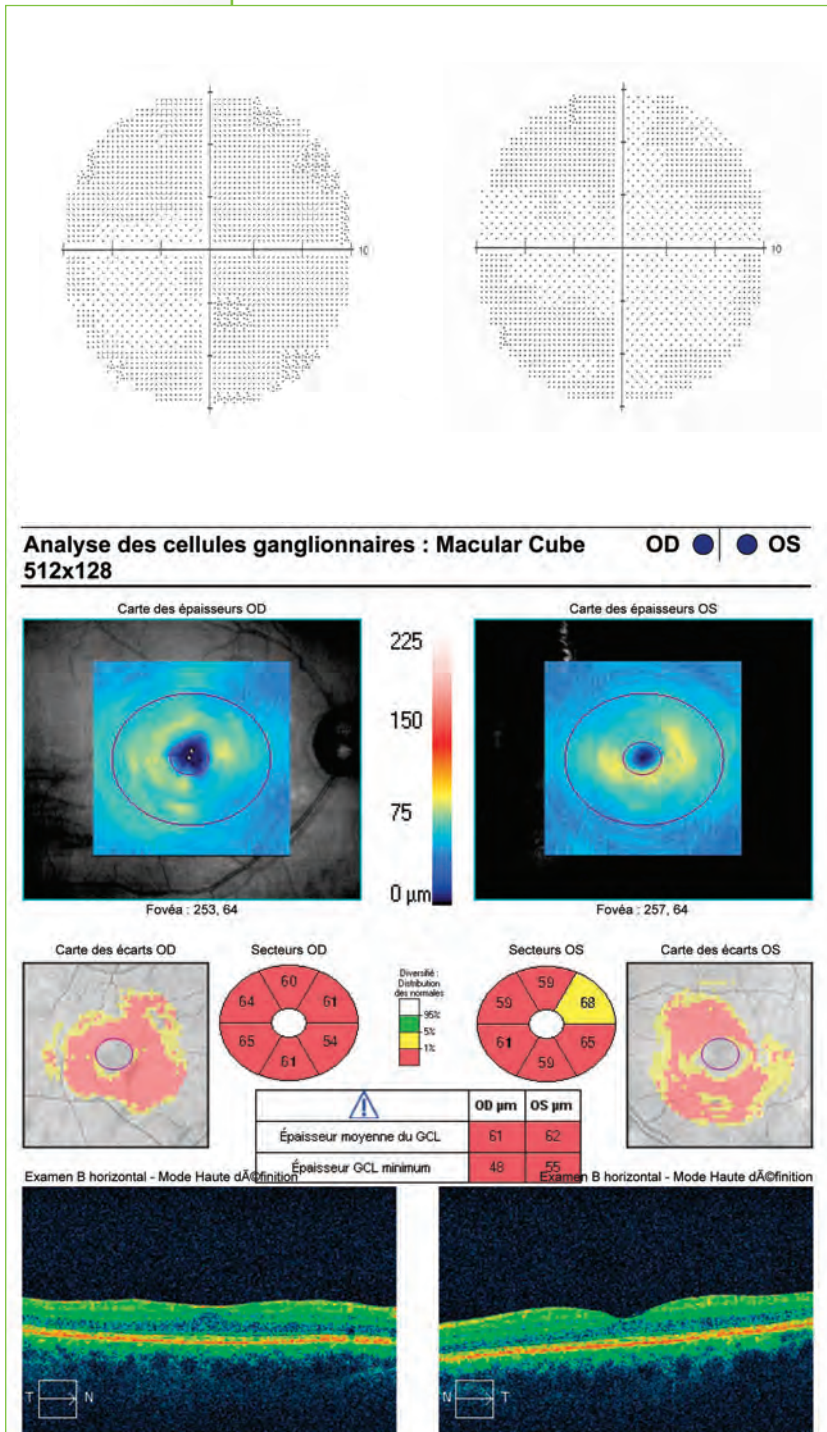 10
10
Analyse des cellules ganglionnaires : Macular Cube
512x128
OD
OS
Carte des épaisseurs OD
Carte des épaisseurs OS
225
150
75
0 µm
Fovéa : 253, 64
Fovéa : 257, 64
Carte des écarts OD
Secteurs OD
Secteurs OS
Carte des écarts OS
60
64
61
65
54
61
Diversifié :
Distribution
des normales
95%
5%
1%
59
59
68
61
65
59
OD µm
OS µm
Épaisseur moyenne du GCL
61
62
Épaisseur GCL minimum
48
55
Examen B horizontal - Mode Haute dÃ©finition
Examen B horizontal - Mode Haute dÃ©finition
T
N
N
T